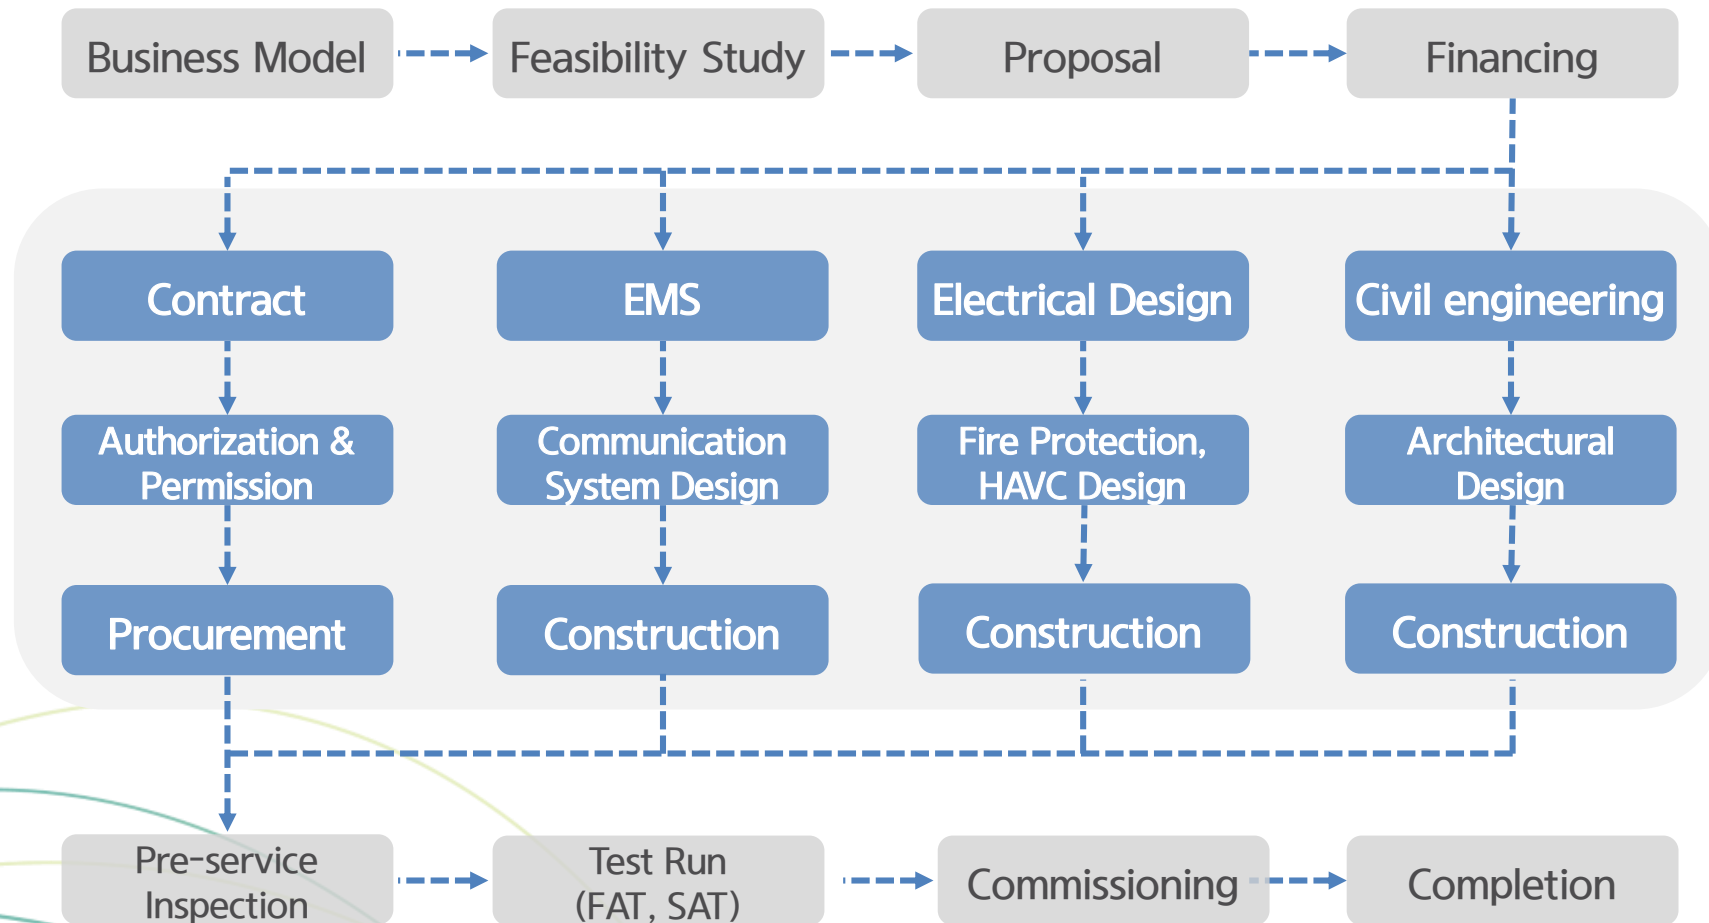 Business Model
Feasibility Study
Proposal
Financing
Contract
EMS
Electrical Design
Civil engineering
Authorization &
Permission
Communication
System Design
Fire Protection,
HAVC Design
Architectural
Design
Procurement
Construction
Construction
Construction
Pre-service
Inspection
Test Run
(FAT, SAT)
Commissioning
Completion